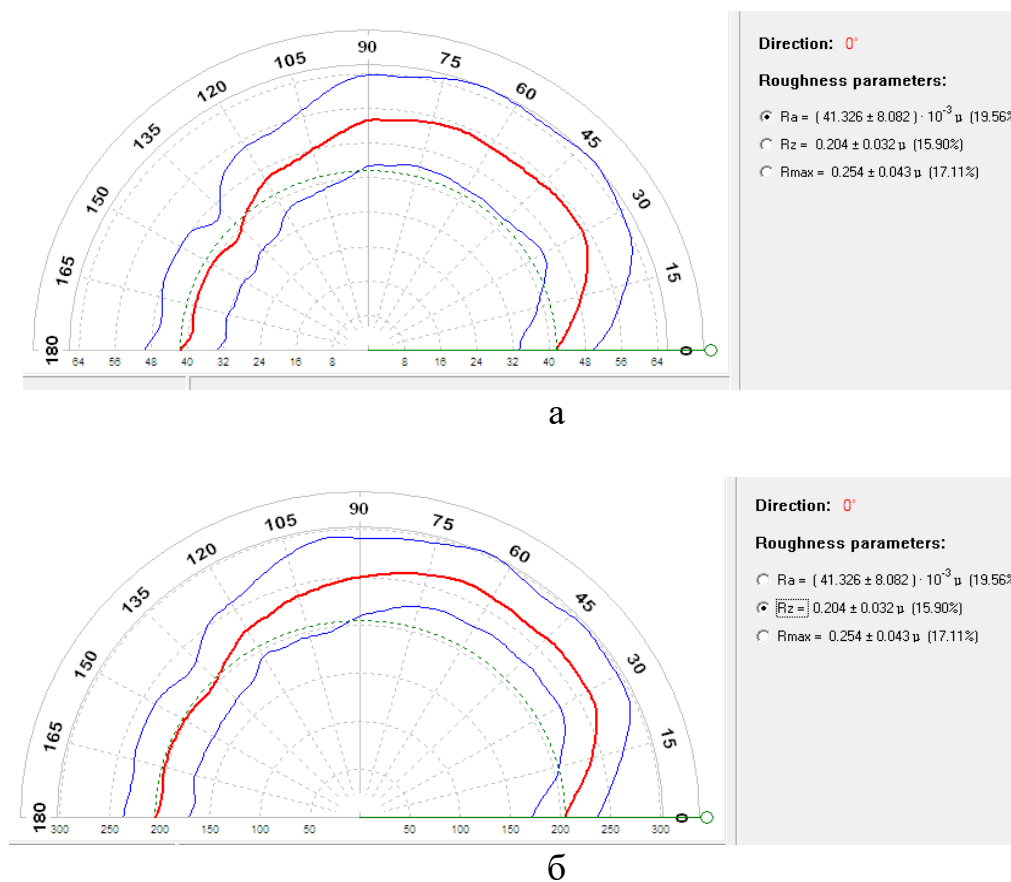 Direction: 0°
Roughness parameters:
Ra = ( 41.326 ± 8.082 ) · 10⁻³ µ (19.56%
Rz = 0.204 ± 0.032 µ (15.90%)
Rmax = 0.254 ± 0.043 µ (17.11%)
90
105 75
120 60
135 45
150 30
165 15
180 0
64 56 48 40 32 24 16 8 8 16 24 32 40 48 56 64
а
Direction: 0°
Roughness parameters:
Ra = ( 41.326 ± 8.082 ) · 10⁻³ µ (19.56%
Rz = 0.204 ± 0.032 µ (15.90%)
Rmax = 0.254 ± 0.043 µ (17.11%)
90
105 75
120 60
135 45
150 30
165 15
180 0
300 250 200 150 100 50 50 100 150 200 250 300
б